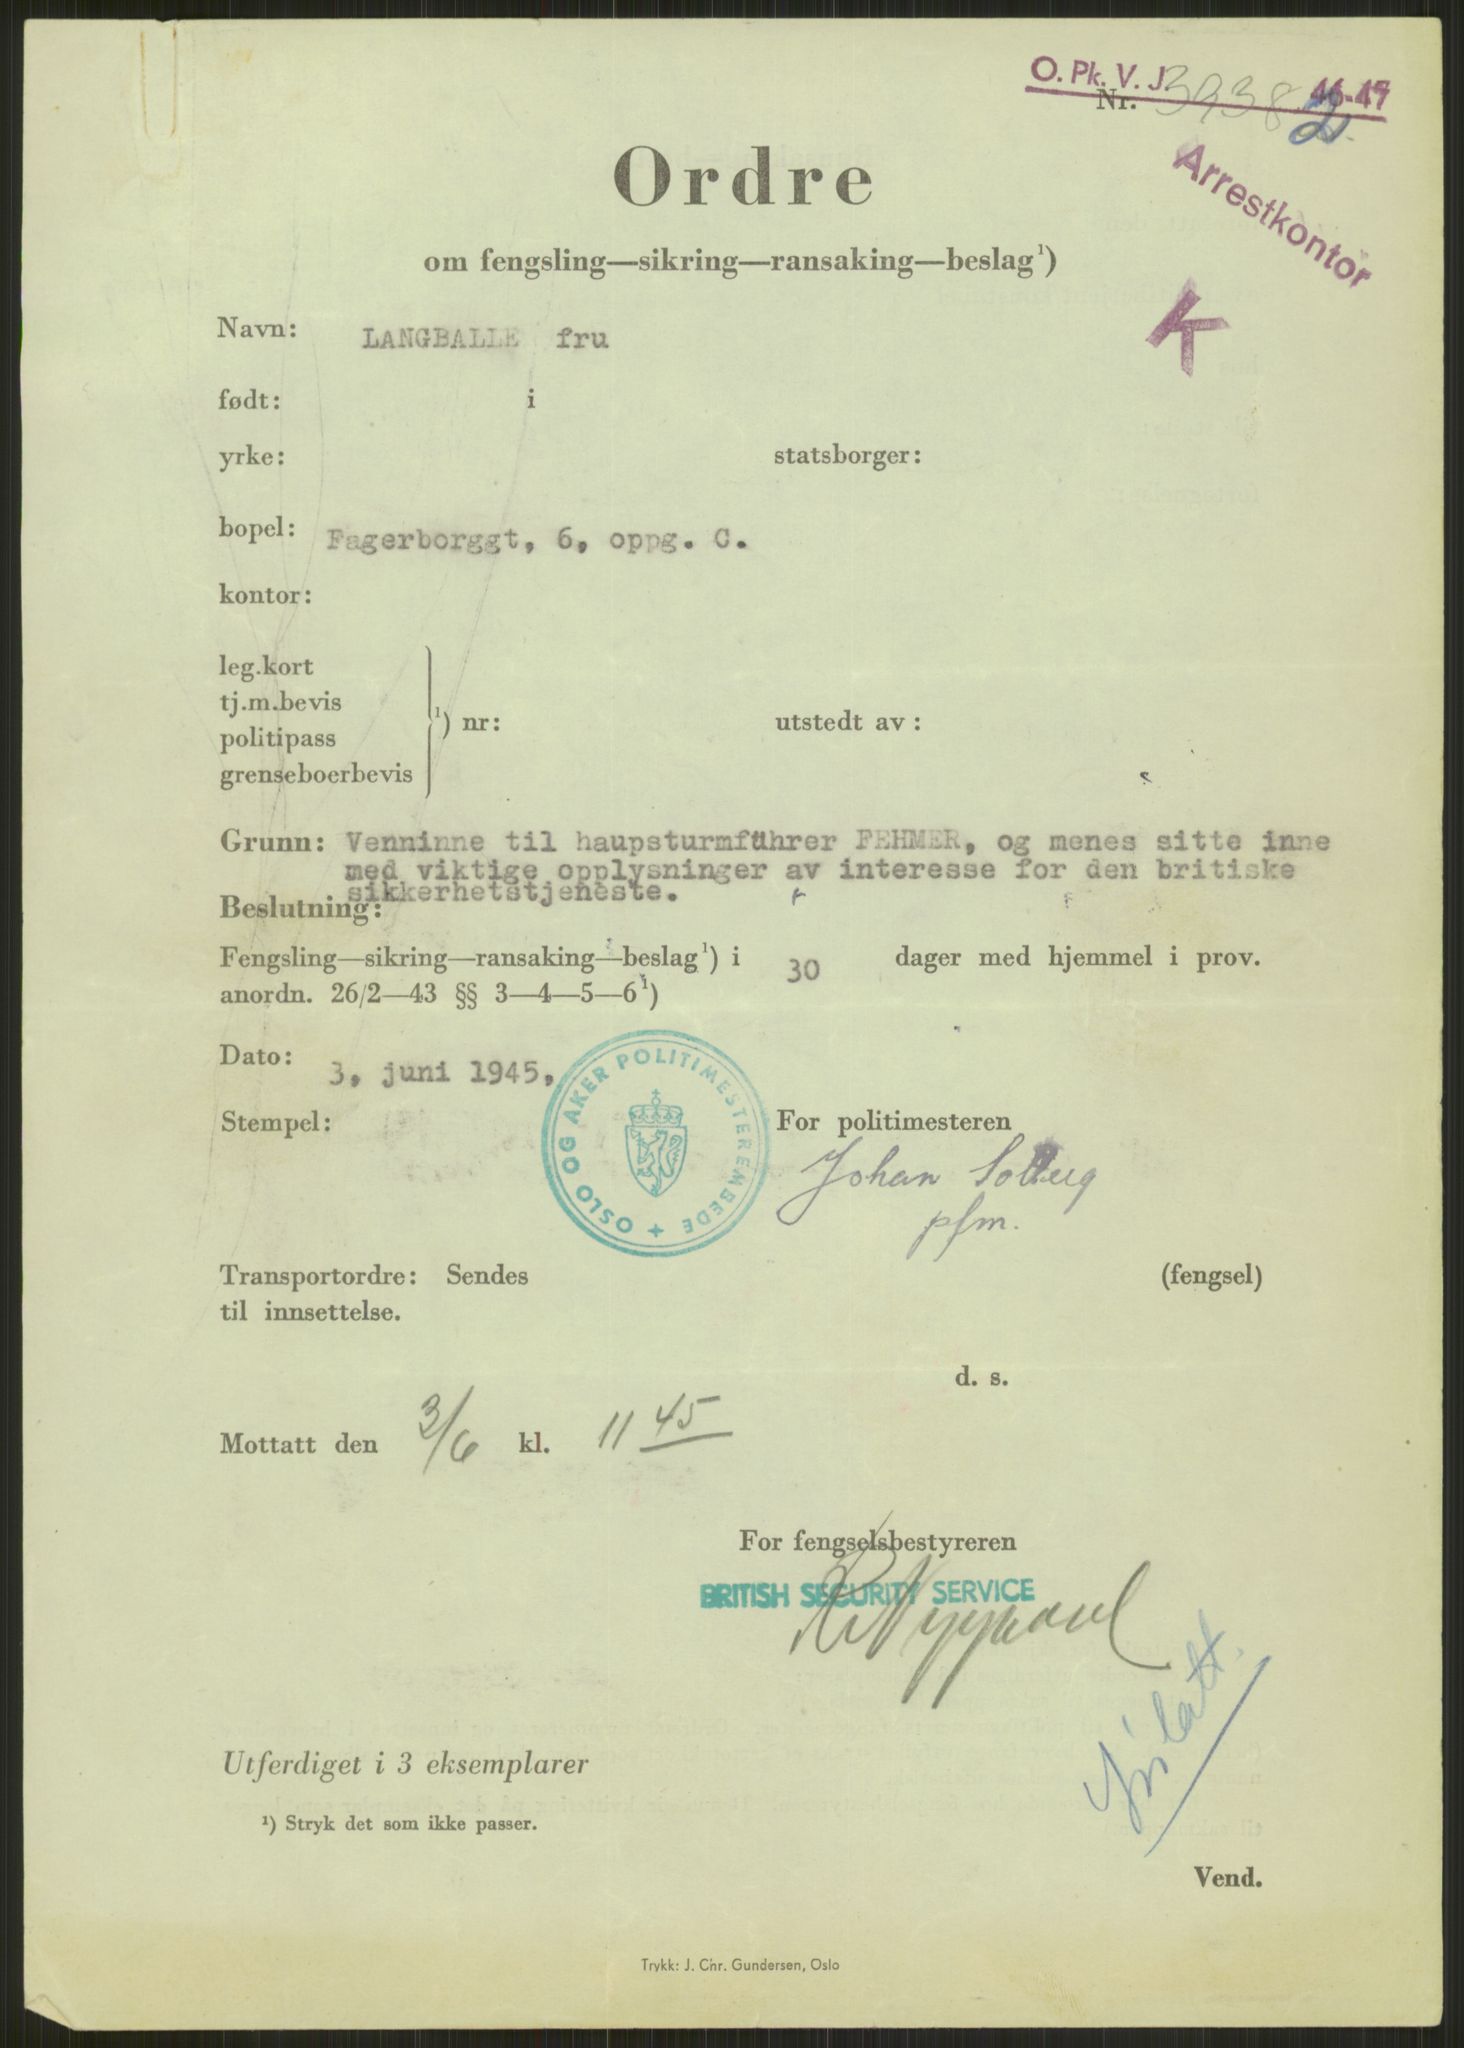 O. Pk. V. J 46-47
Nr. 3938 2
Arrestkontor
K
Ordre
om fengsling—sikring—ransaking—beslag¹)
Navn: LANGBALLE fru
født: i
yrke: statsborger:
bopel: Fagerborggt, 6, oppg. C.
kontor:
leg.kort
tj.m.bevis
politipass
grenseboerbevis
¹) nr: utstedt av :
Grunn: Venninne til haupsturmführer FEHMER, og menes sitte inne
med viktige opplysninger av interesse for den britiske
sikkerhetstjeneste.
Beslutning:
Fengsling—sikring—ransaking—beslag¹) i 30 dager med hjemmel i prov.
anordn. 26/2—43 §§ 3—4—5—6¹)
Dato: 3, juni 1945,
OSLO OG AKER POLITIMESTEREMBEDE
Stempel: For politimesteren
Johan Solberg
pfm.
Transportordre: Sendes (fengsel)
til innsettelse.
d. s.
Mottatt den 3/6 kl. 11 45
For fengselsbestyreren
BRITISH SECURITY SERVICE
Utferdiget i 3 eksemplarer
¹) Stryk det som ikke passer.
Vend.
Trykk: J. Chr. Gundersen, Oslo